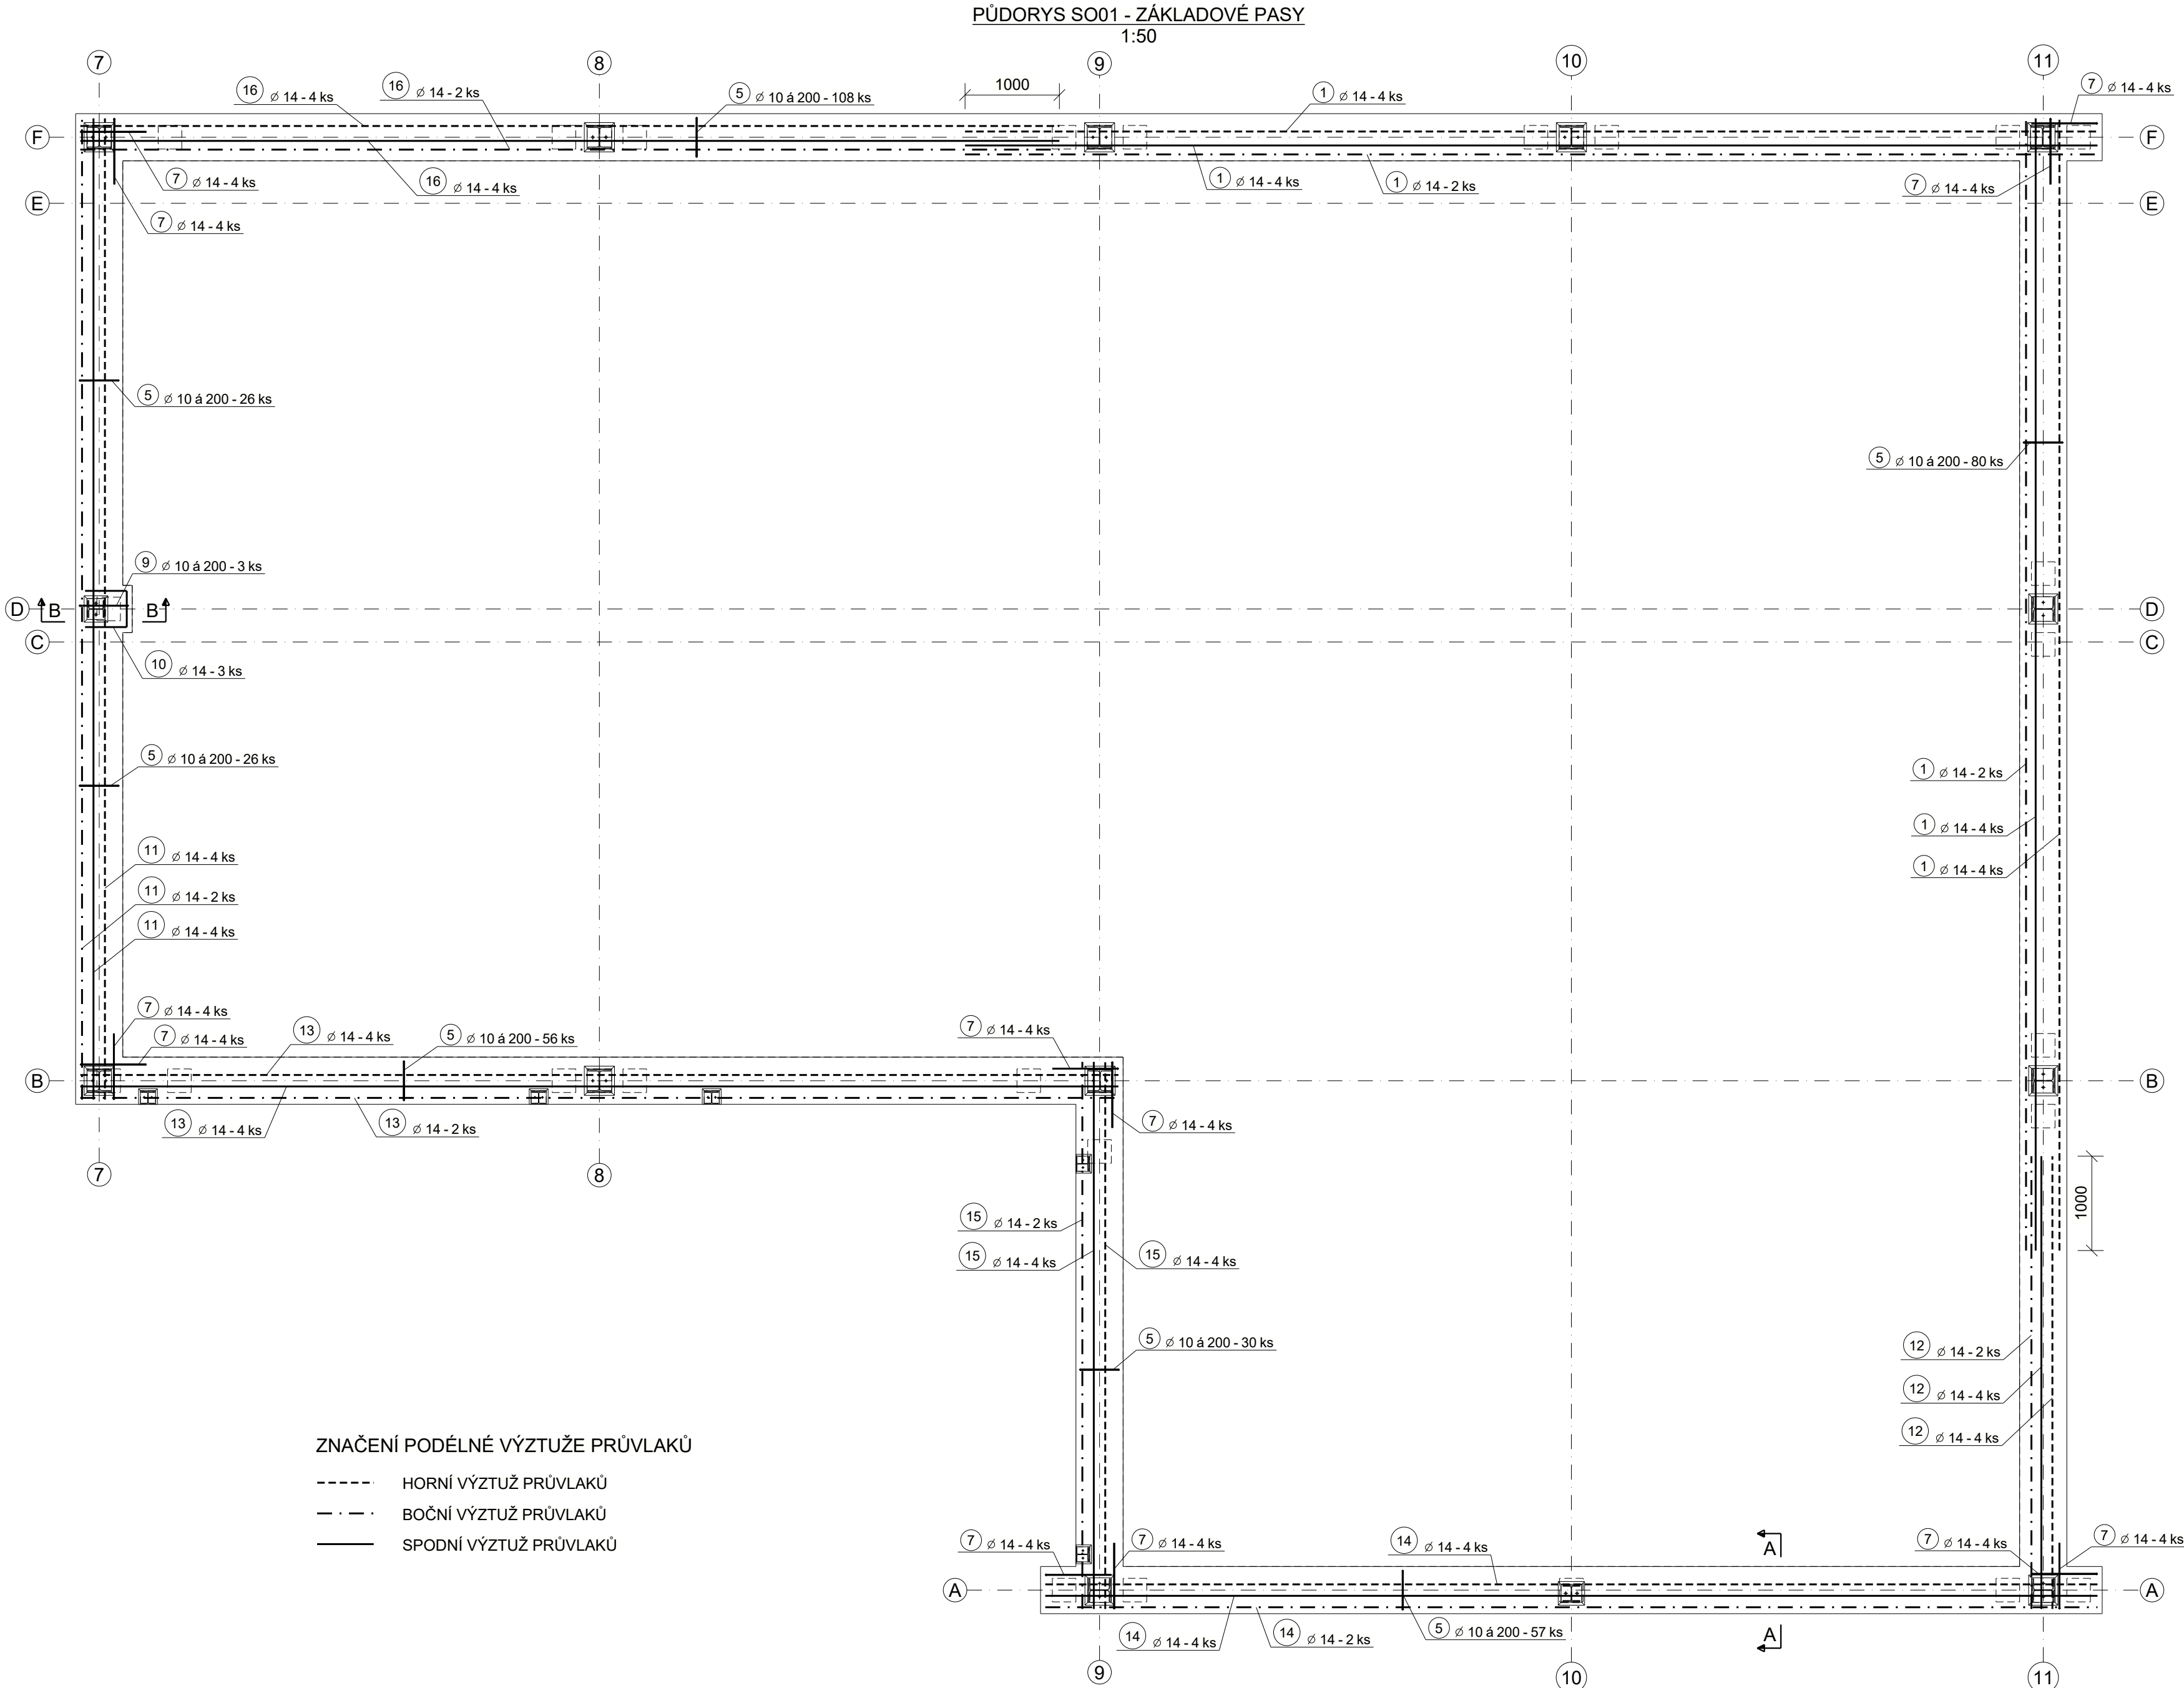 PŮDORYS SO01 - ZÁKLADOVÉ PASY
1:50
7
8
9
10
11
16 ⌀ 14 - 4 ks
16 ⌀ 14 - 2 ks
5 ⌀ 10 á 200 - 108 ks
1000
1 ⌀ 14 - 4 ks
7 ⌀ 14 - 4 ks
F
F
7 ⌀ 14 - 4 ks
16 ⌀ 14 - 4 ks
1 ⌀ 14 - 4 ks
1 ⌀ 14 - 2 ks
7 ⌀ 14 - 4 ks
E
E
7 ⌀ 14 - 4 ks
5 ⌀ 10 á 200 - 26 ks
5 ⌀ 10 á 200 - 80 ks
9 ⌀ 10 á 200 - 3 ks
D
B
B
D
C
C
10 ⌀ 14 - 3 ks
5 ⌀ 10 á 200 - 26 ks
1 ⌀ 14 - 2 ks
1 ⌀ 14 - 4 ks
1 ⌀ 14 - 4 ks
11 ⌀ 14 - 4 ks
11 ⌀ 14 - 2 ks
11 ⌀ 14 - 4 ks
7 ⌀ 14 - 4 ks
7 ⌀ 14 - 4 ks
13 ⌀ 14 - 4 ks
5 ⌀ 10 á 200 - 56 ks
7 ⌀ 14 - 4 ks
B
B
13 ⌀ 14 - 4 ks
13 ⌀ 14 - 2 ks
7 ⌀ 14 - 4 ks
7
8
1000
15 ⌀ 14 - 2 ks
15 ⌀ 14 - 4 ks
15 ⌀ 14 - 4 ks
5 ⌀ 10 á 200 - 30 ks
12 ⌀ 14 - 2 ks
12 ⌀ 14 - 4 ks
12 ⌀ 14 - 4 ks
ZNAČENÍ PODÉLNÉ VÝZTUŽE PRŮVLAKŮ
HORNÍ VÝZTUŽ PRŮVLAKŮ
BOČNÍ VÝZTUŽ PRŮVLAKŮ
SPODNÍ VÝZTUŽ PRŮVLAKŮ
7 ⌀ 14 - 4 ks
7 ⌀ 14 - 4 ks
14 ⌀ 14 - 4 ks
A
7 ⌀ 14 - 4 ks
7 ⌀ 14 - 4 ks
A
A
14 ⌀ 14 - 4 ks
14 ⌀ 14 - 2 ks
5 ⌀ 10 á 200 - 57 ks
A
9
10
11